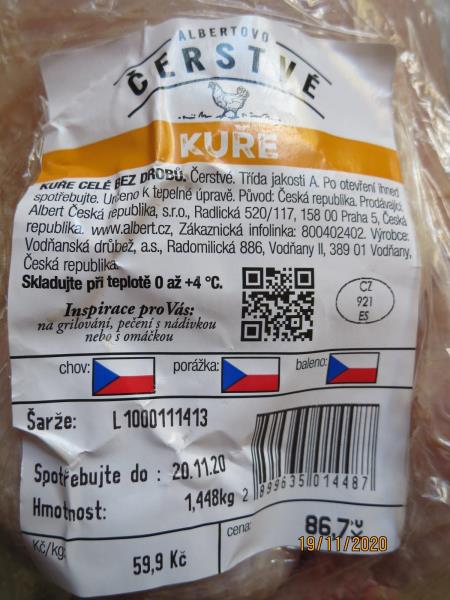 ALBERTOVO
ČERSTVÉ
KUŘE
KUŘE CELÉ BEZ DROBŮ. Čerstvé. Třída jakosti A. Po otevření ihned
spotřebujte. Určeno k tepelné úpravě. Původ: Česká republika. Prodávající:
Albert Česká republika, s.r.o., Radlická 520/117, 158 00 Praha 5, Česká
republika. www.albert.cz, Zákaznická infolinka: 800402402. Výrobce:
Vodňanská drůbež, a.s., Radomilická 886, Vodňany II, 389 01 Vodňany,
Česká republika.
Skladujte při teplotě 0 až +4 °C.
Inspirace pro Vás:
na grilování, pečení s nádivkou
nebo s omáčkou
CZ
921
ES
chov:
porážka:
baleno:
Šarže: L1000111413
Spotřebujte do : 20.11.20
Hmotnost: 1,448kg
2 899635 014487
Kč/kg: 59,9 Kč
cena: 86,7
19/11/2020